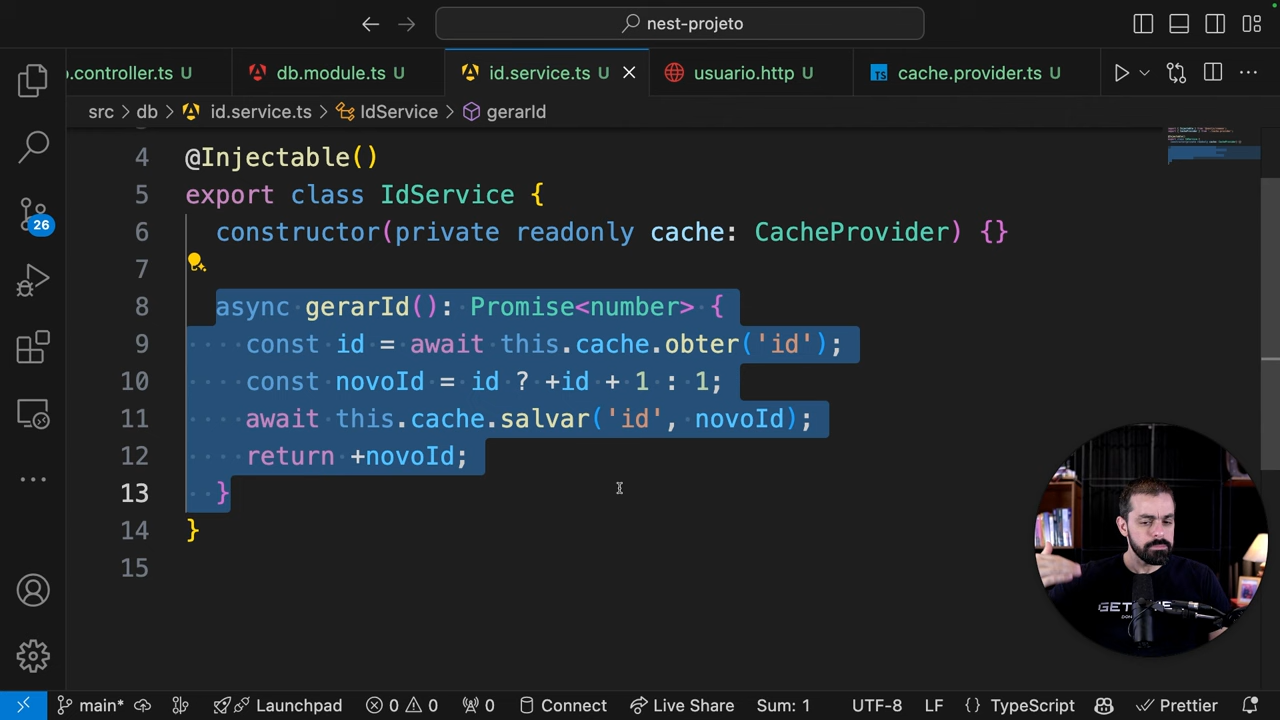 nest-projeto
o.controller.ts U
db.module.ts U
id.service.ts U
usuario.http U
TS cache.provider.ts U
src > db > id.service.ts > IdService > gerarId
4 @Injectable()
5 export class IdService {
6 constructor(private readonly cache: CacheProvider) {}
7
8 async gerarId(): Promise<number> {
9 const id = await this.cache.obter('id');
10 const novoId = id ? +id + 1 : 1;
11 await this.cache.salvar('id', novoId);
12 return +novoId;
13 }
14 }
15
26
main* Launchpad 0 0 0 Connect Live Share Sum: 1 UTF-8 LF {} TypeScript Prettier